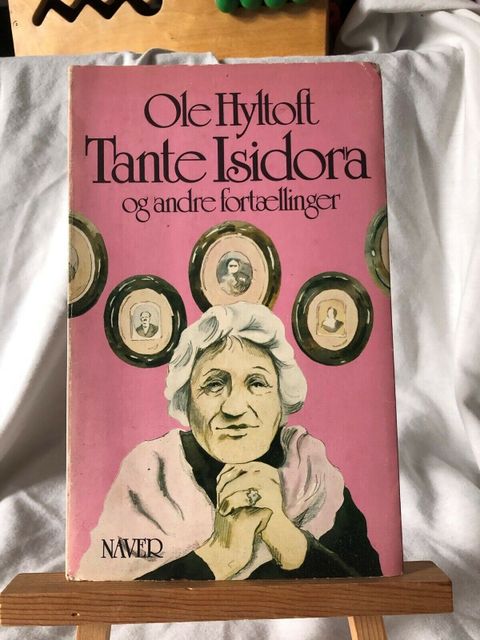 Ole Hyltoft
Tante Isidora
og andre fortællinger
NAVER